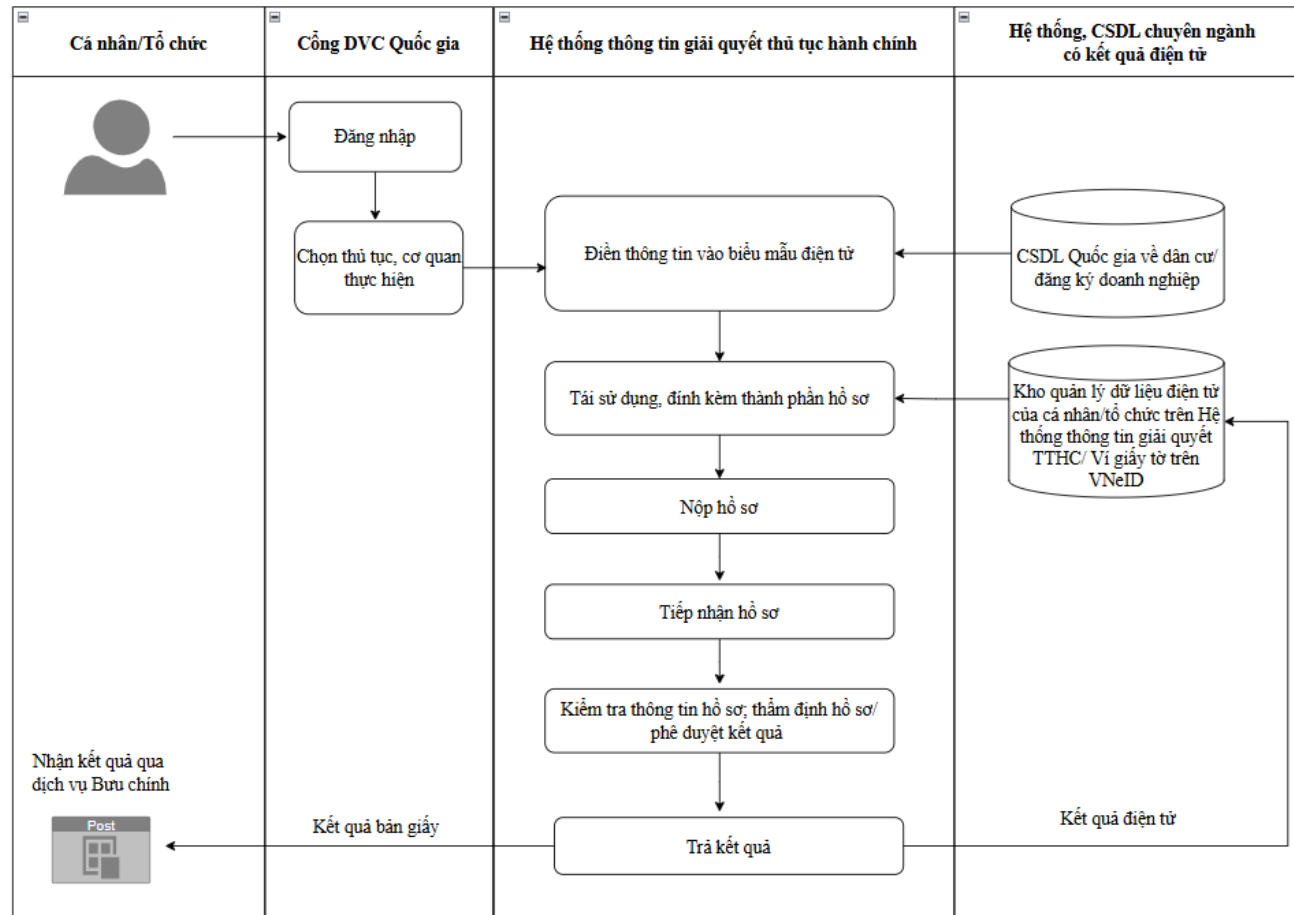 Cá nhân/Tổ chức
Cổng DVC Quốc gia
Hệ thống thông tin giải quyết thủ tục hành chính
Hệ thống, CSDL chuyên ngành
có kết quả điện tử
Đăng nhập
Chọn thủ tục, cơ quan
thực hiện
Điền thông tin vào biểu mẫu điện tử
CSDL Quốc gia về dân cư/
đăng ký doanh nghiệp
Tái sử dụng, đính kèm thành phần hồ sơ
Kho quản lý dữ liệu điện tử
của cá nhân/tổ chức trên Hệ
thống thông tin giải quyết
TTHC/ Ví giấy tờ trên
VNeID
Nộp hồ sơ
Tiếp nhận hồ sơ
Kiểm tra thông tin hồ sơ; thẩm định hồ sơ/
phê duyệt kết quả
Nhận kết quả qua
dịch vụ Bưu chính
Post
Kết quả bản giấy
Trả kết quả
Kết quả điện tử